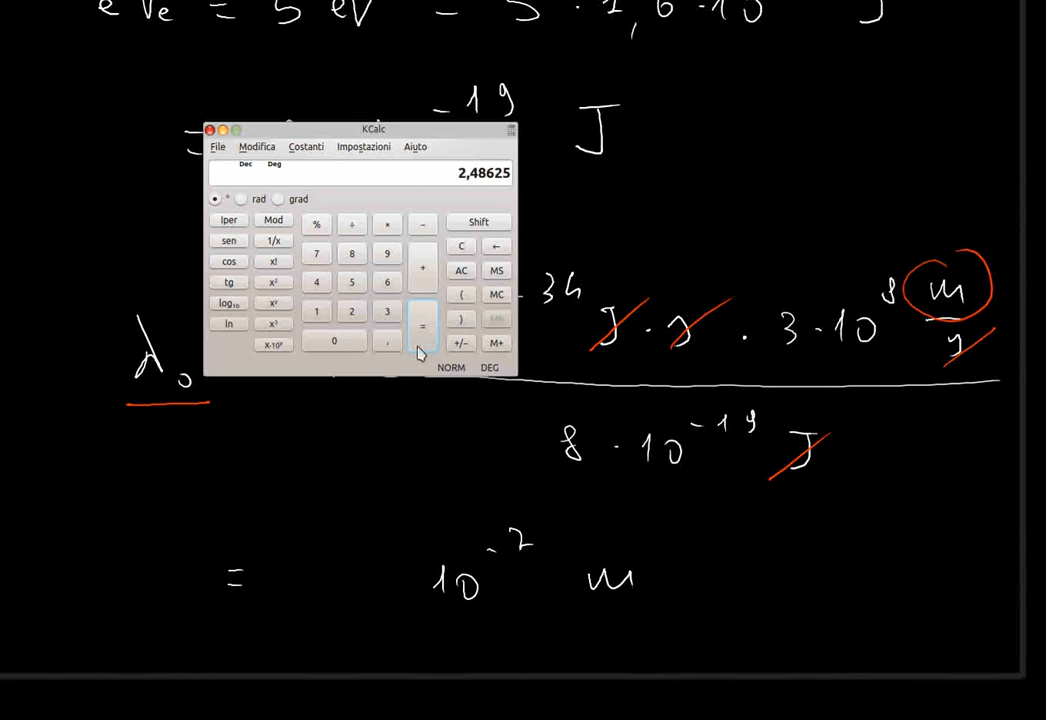 e Ve = 5 eV = 5 · 1,6 · 10 J
= -19 J
KCalc
File Modifica Costanti Impostazioni Aiuto
Dec Deg
2,48625
° rad grad
Iper Mod % ÷ × − Shift
sen 1/x 7 8 9 + C ←
cos x! AC MS
tg x² 4 5 6 ( MC
log10 xʸ 1 2 3 = )
ln x³ 0 , +/− M+
X·10ʸ
NORM DEG
λ0 - 34 J · s · 3 · 10^8 m/s
8 · 10^-19 J
= 10^-7 m